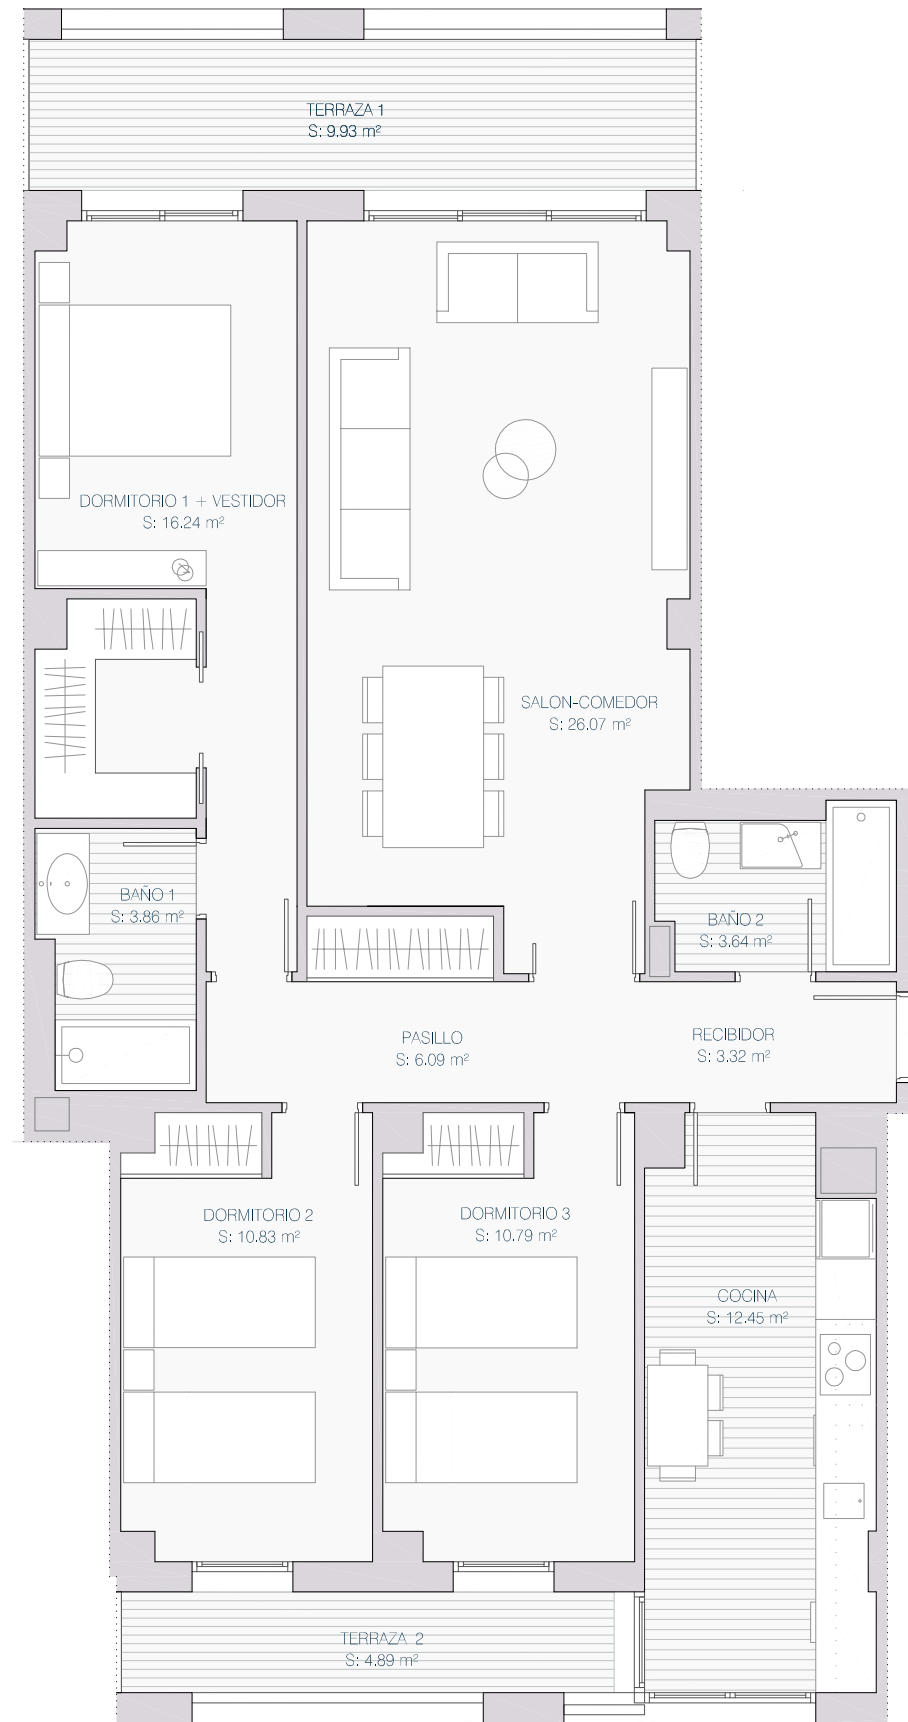 TERRAZA 1
S: 9.93 m²
DORMITORIO 1 + VESTIDOR
S: 16.24 m²
SALON-COMEDOR
S: 26.07 m²
BAÑO 1
S: 3.86 m²
BAÑO 2
S: 3.64 m²
PASILLO
S: 6.09 m²
RECIBIDOR
S: 3.32 m²
DORMITORIO 2
S: 10.83 m²
DORMITORIO 3
S: 10.79 m²
COCINA
S: 12.45 m²
TERRAZA 2
S: 4.89 m²